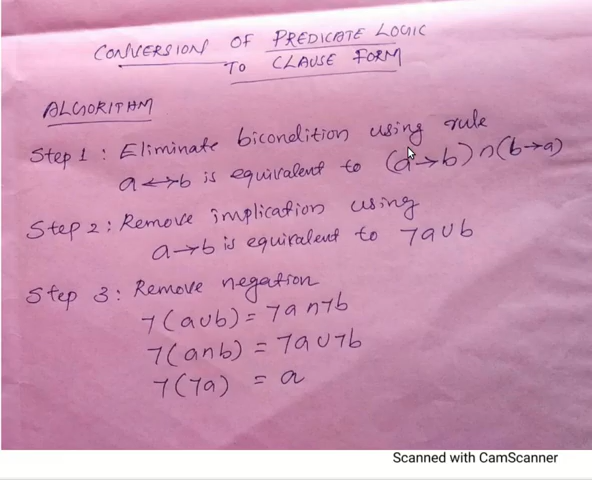 CONVERSION OF PREDICATE LOGIC
TO CLAUSE FORM
ALGORITHM
Step 1 : Eliminate bicondition using rule
a ↔ b is equivalent to (a → b) ∩ (b → a)
Step 2 : Remove implication using
a → b is equivalent to ¬a ∪ b
Step 3 : Remove negation
¬(a ∪ b) = ¬a ∩ ¬b
¬(a ∩ b) = ¬a ∪ ¬b
¬(¬a) = a
Scanned with CamScanner